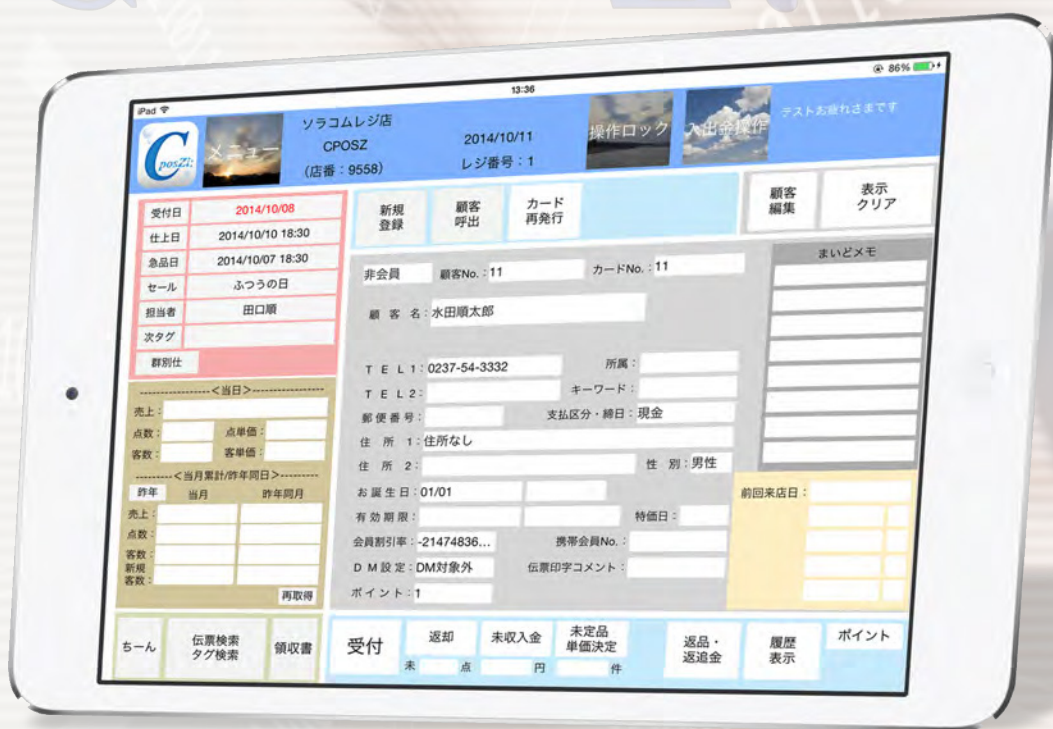 iPad
13:36
86%
CposZi;
メニュー
ソラコムレジ店
CPOSZ
(店番：9558)
2014/10/11
レジ番号：1
操作ロック
入出金操作
テストお疲れさまです
受付日 2014/10/08
仕上日 2014/10/10 18:30
急品日 2014/10/07 18:30
セール ふつうの日
担当者 田口順
次タグ
群別仕
新規
登録
顧客
呼出
カード
再発行
顧客
編集
表示
クリア
非会員 顧客No.：11 カードNo.：11
顧 客 名：水田順太郎
ＴＥＬ1：0237-54-3332 所属：
ＴＥＬ2： キーワード：
郵便番号： 支払区分・締日：現金
住 所 1：住所なし
住 所 2： 性 別：男性
お誕生日：01/01
有効期限： 特価日：
会員割引率：-21474836... 携帯会員No.：
ＤＭ設定：DM対象外 伝票印字コメント：
ポイント：1
まいどメモ
前回来店日：
----------<当日>----------
売上：
点数： 点単価：
客数： 客単価：
-----<当月累計/昨年同日>-----
昨年 当月 昨年同月
売上：
点数：
客数：
新規
客数：
再取得
ちーん
伝票検索
タグ検索
領収書
受付
返却
未収入金
未定品
単価決定
未 点 円 件
返品・
返追金
履歴
表示
ポイント